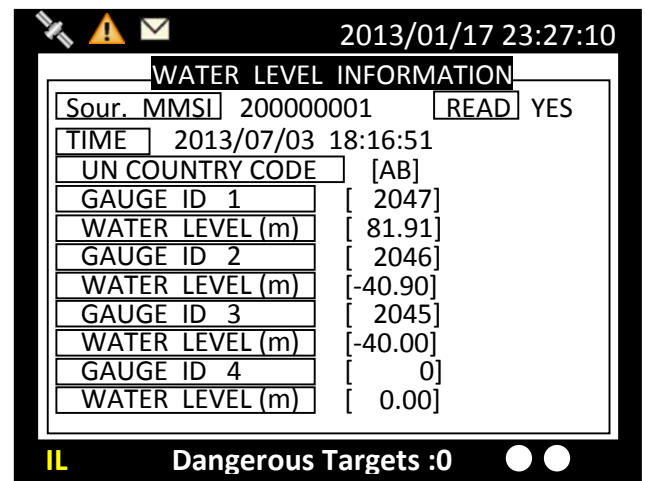 2013/01/17 23:27:10
WATER LEVEL INFORMATION
Sour. MMSI 200000001 READ YES
TIME 2013/07/03 18:16:51
UN COUNTRY CODE [AB]
GAUGE ID 1 [ 2047]
WATER LEVEL (m) [ 81.91]
GAUGE ID 2 [ 2046]
WATER LEVEL (m) [-40.90]
GAUGE ID 3 [ 2045]
WATER LEVEL (m) [-40.00]
GAUGE ID 4 [ 0]
WATER LEVEL (m) [ 0.00]
IL Dangerous Targets :0